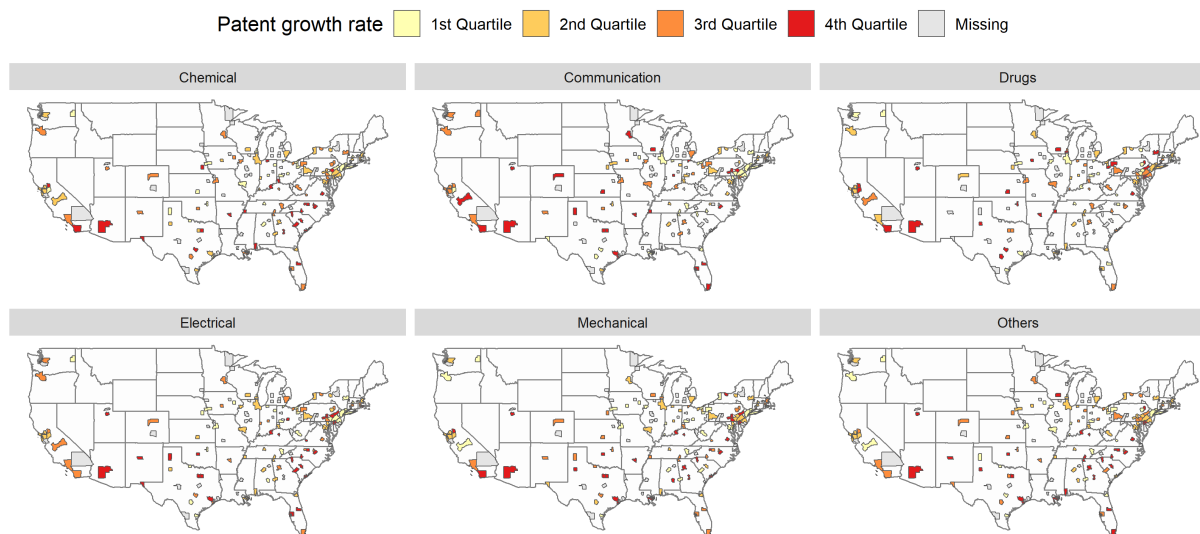 Patent growth rate 1st Quartile 2nd Quartile 3rd Quartile 4th Quartile Missing
Chemical Communication Drugs
Electrical Mechanical Others